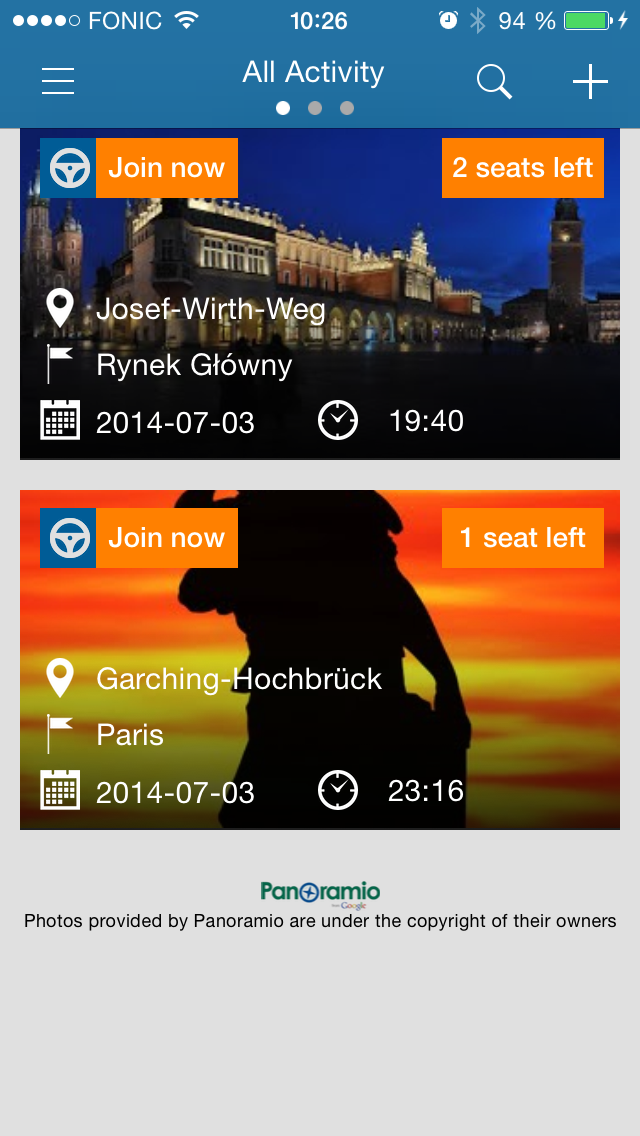 FONIC 10:26 94 %
All Activity
Join now 2 seats left
Josef-Wirth-Weg
Rynek Główny
2014-07-03 19:40
Join now 1 seat left
Garching-Hochbrück
Paris
2014-07-03 23:16
Panoramio
from Google
Photos provided by Panoramio are under the copyright of their owners